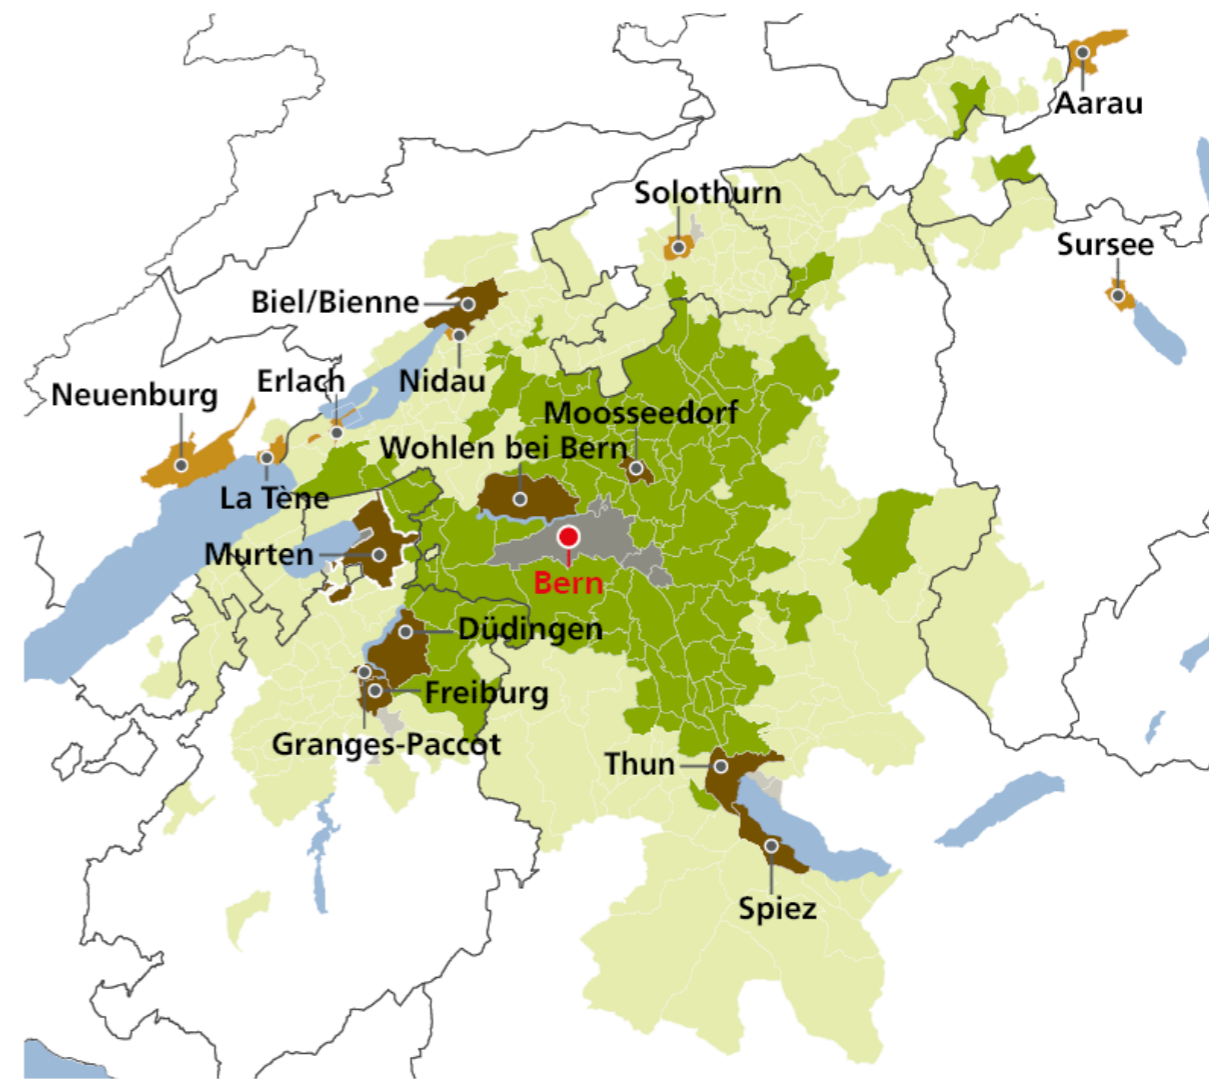 Aarau
Solothurn
Sursee
Biel/Bienne
Erlach
Nidau
Neuenburg
Moosseedorf
Wohlen bei Bern
La Tène
Murten
Bern
Düdingen
Freiburg
Granges-Paccot
Thun
Spiez